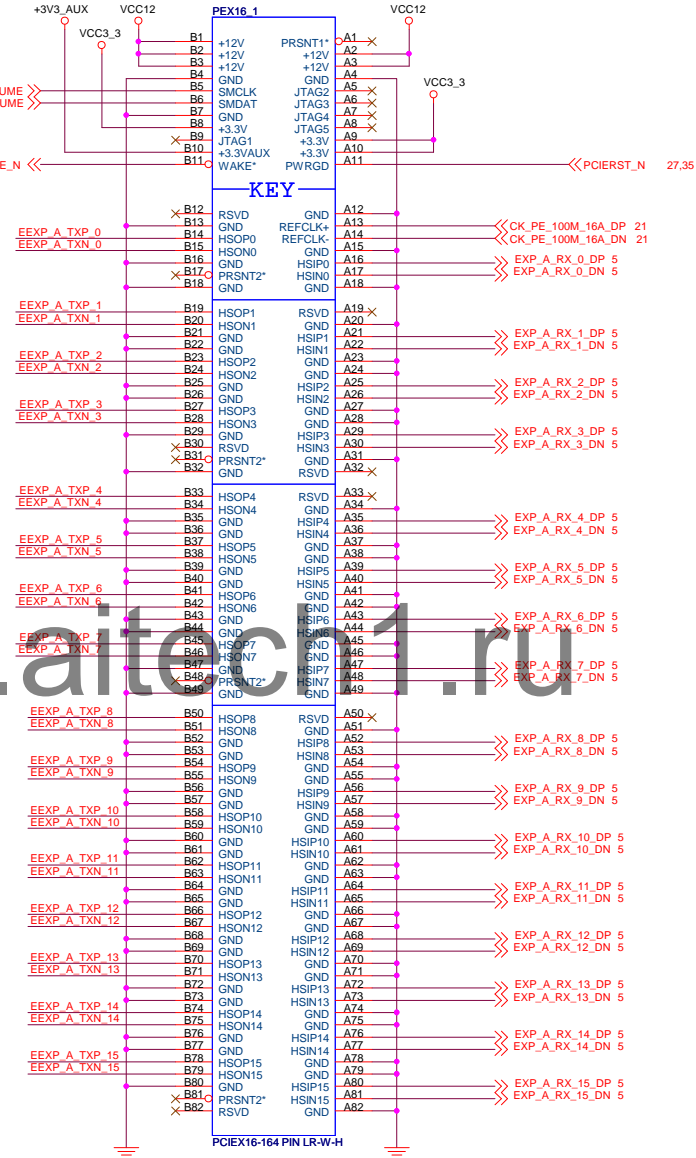 +3V3_AUX VCC12 PEX16_1 VCC12
VCC3_3
B1 +12V PRSNT1* A1
B2 +12V +12V A2
B3 +12V +12V A3
B4 GND GND A4
UME B5 SMCLK JTAG2 A5 VCC3_3
UME B6 SMDAT JTAG3 A6
B7 GND JTAG4 A7
B8 +3.3V JTAG5 A8
B9 JTAG1 +3.3V A9
B10 +3.3VAUX +3.3V A10
E_N B11 WAKE* PWRGD A11 PCIERST_N 27,35
KEY
B12 RSVD GND A12
B13 GND REFCLK+ A13 CK_PE_100M_16A_DP 21
EEXP_A_TXP_0 B14 HSOP0 REFCLK- A14 CK_PE_100M_16A_DN 21
EEXP_A_TXN_0 B15 HSON0 GND A15
B16 GND HSIP0 A16 EXP_A_RX_0_DP 5
B17 PRSNT2* HSIN0 A17 EXP_A_RX_0_DN 5
B18 GND GND A18
EEXP_A_TXP_1 B19 HSOP1 RSVD A19
EEXP_A_TXN_1 B20 HSON1 GND A20
B21 GND HSIP1 A21 EXP_A_RX_1_DP 5
B22 GND HSIN1 A22 EXP_A_RX_1_DN 5
EEXP_A_TXP_2 B23 HSOP2 GND A23
EEXP_A_TXN_2 B24 HSON2 GND A24
B25 GND HSIP2 A25 EXP_A_RX_2_DP 5
B26 GND HSIN2 A26 EXP_A_RX_2_DN 5
EEXP_A_TXP_3 B27 HSOP3 GND A27
EEXP_A_TXN_3 B28 HSON3 GND A28
B29 GND HSIP3 A29 EXP_A_RX_3_DP 5
B30 RSVD HSIN3 A30 EXP_A_RX_3_DN 5
B31 PRSNT2* GND A31
B32 GND RSVD A32
EEXP_A_TXP_4 B33 HSOP4 RSVD A33
EEXP_A_TXN_4 B34 HSON4 GND A34
B35 GND HSIP4 A35 EXP_A_RX_4_DP 5
B36 GND HSIN4 A36 EXP_A_RX_4_DN 5
EEXP_A_TXP_5 B37 HSOP5 GND A37
EEXP_A_TXN_5 B38 HSON5 GND A38
B39 GND HSIP5 A39 EXP_A_RX_5_DP 5
B40 GND HSIN5 A40 EXP_A_RX_5_DN 5
EEXP_A_TXP_6 B41 HSOP6 GND A41
EEXP_A_TXN_6 B42 HSON6 GND A42
B43 GND HSIP6 A43 EXP_A_RX_6_DP 5
B44 GND HSIN6 A44 EXP_A_RX_6_DN 5
EEXP_A_TXP_7 B45 HSOP7 GND A45
EEXP_A_TXN_7 B46 HSON7 GND A46
B47 GND HSIP7 A47 EXP_A_RX_7_DP 5
B48 PRSNT2* HSIN7 A48 EXP_A_RX_7_DN 5
B49 GND GND A49
.aitech1.ru
EEXP_A_TXP_8 B50 HSOP8 RSVD A50
EEXP_A_TXN_8 B51 HSON8 GND A51
B52 GND HSIP8 A52 EXP_A_RX_8_DP 5
B53 GND HSIN8 A53 EXP_A_RX_8_DN 5
EEXP_A_TXP_9 B54 HSOP9 GND A54
EEXP_A_TXN_9 B55 HSON9 GND A55
B56 GND HSIP9 A56 EXP_A_RX_9_DP 5
B57 GND HSIN9 A57 EXP_A_RX_9_DN 5
EEXP_A_TXP_10 B58 HSOP10 GND A58
EEXP_A_TXN_10 B59 HSON10 GND A59
B60 GND HSIP10 A60 EXP_A_RX_10_DP 5
B61 GND HSIN10 A61 EXP_A_RX_10_DN 5
EEXP_A_TXP_11 B62 HSOP11 GND A62
EEXP_A_TXN_11 B63 HSON11 GND A63
B64 GND HSIP11 A64 EXP_A_RX_11_DP 5
B65 GND HSIN11 A65 EXP_A_RX_11_DN 5
EEXP_A_TXP_12 B66 HSOP12 GND A66
EEXP_A_TXN_12 B67 HSON12 GND A67
B68 GND HSIP12 A68 EXP_A_RX_12_DP 5
B69 GND HSIN12 A69 EXP_A_RX_12_DN 5
EEXP_A_TXP_13 B70 HSOP13 GND A70
EEXP_A_TXN_13 B71 HSON13 GND A71
B72 GND HSIP13 A72 EXP_A_RX_13_DP 5
B73 GND HSIN13 A73 EXP_A_RX_13_DN 5
EEXP_A_TXP_14 B74 HSOP14 GND A74
EEXP_A_TXN_14 B75 HSON14 GND A75
B76 GND HSIP14 A76 EXP_A_RX_14_DP 5
B77 GND HSIN14 A77 EXP_A_RX_14_DN 5
EEXP_A_TXP_15 B78 HSOP15 GND A78
EEXP_A_TXN_15 B79 HSON15 GND A79
B80 GND HSIP15 A80 EXP_A_RX_15_DP 5
B81 PRSNT2* HSIN15 A81 EXP_A_RX_15_DN 5
B82 RSVD GND A82
PCIEX16-164 PIN LR-W-H